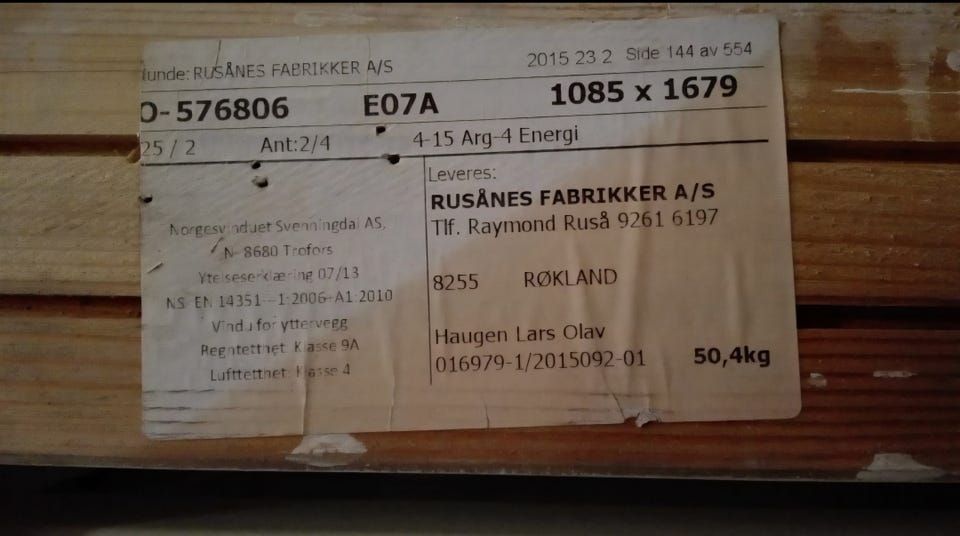 Kunde: RUSÅNES FABRIKKER A/S 2015 23 2 Side 144 av 554
O-576806 E07A 1085 x 1679
25 / 2 Ant:2/4 4-15 Arg-4 Energi
Leveres:
RUSÅNES FABRIKKER A/S
Tlf. Raymond Ruså 9261 6197
8255 RØKLAND
Haugen Lars Olav
016979-1/2015092-01 50,4kg
Norgesvinduet Svenningdal AS,
N-8680 Trofors
Ytelseserklæring 07/13
NS EN 14351---1:2006+A1:2010
Vindu for yttervegg
Regntetthet: Klasse 9A
Lufttetthet: Klasse 4